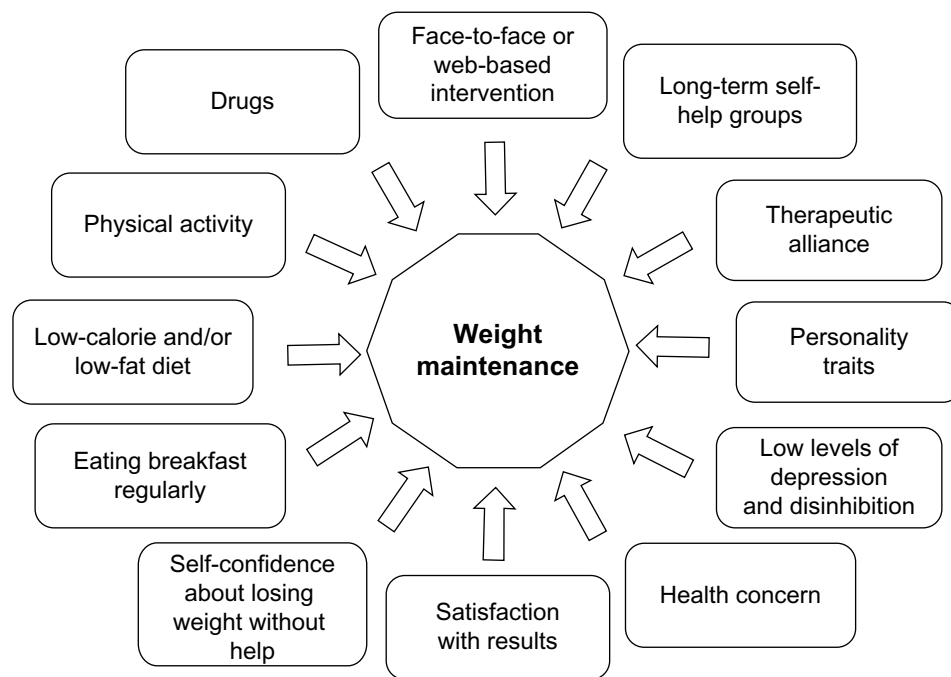 Face-to-face or
web-based
intervention
Drugs
Long-term self-
help groups
Physical activity
Therapeutic
alliance
Low-calorie and/or
low-fat diet
Weight
maintenance
Personality
traits
Eating breakfast
regularly
Low levels of
depression
and disinhibition
Self-confidence
about losing
weight without
help
Satisfaction
with results
Health concern